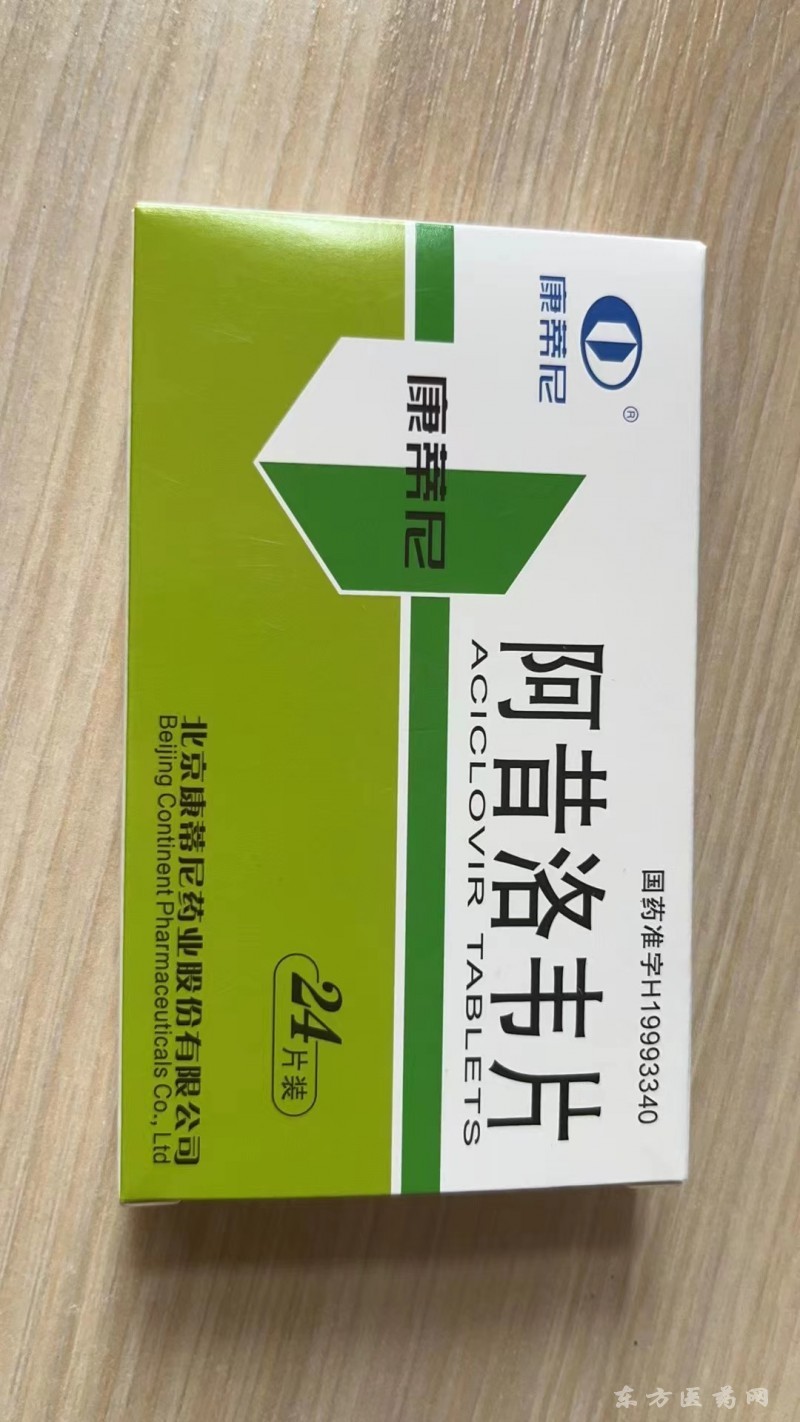 康蒂尼
®
国药准字H19993340
康蒂尼
阿昔洛韦片
ACICLOVIR TABLETS
24片装
北京康蒂尼药业股份有限公司
Beijing Continent Pharmaceuticals Co., Ltd
东方医药网